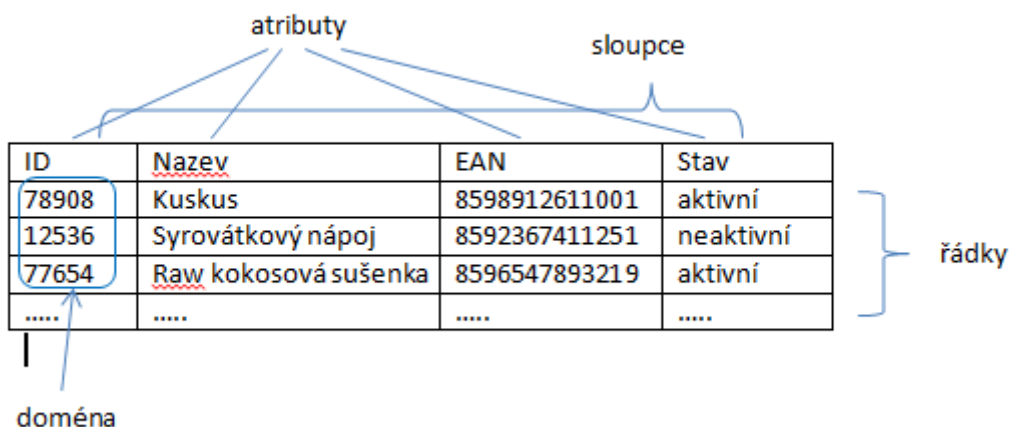 atributy
sloupce
ID Nazev EAN Stav
78908 Kuskus 8598912611001 aktivní
12536 Syrovátkový nápoj 8592367411251 neaktivní
77654 Raw kokosová sušenka 8596547893219 aktivní
..... ..... ..... .....
řádky
doména